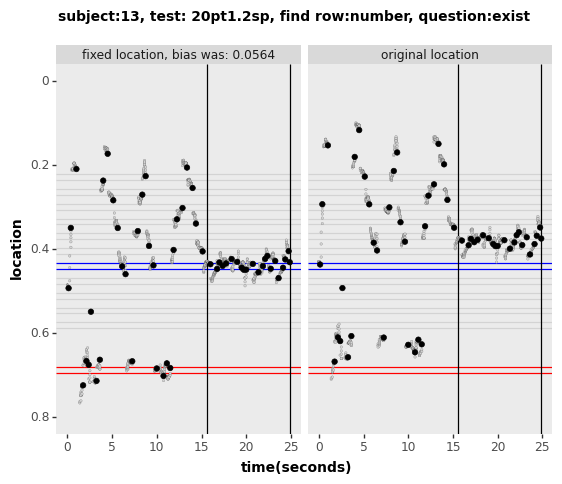 subject:13, test: 20pt1.2sp, find row:number, question:exist
fixed location, bias was: 0.0564
original location
location
0
0.2
0.4
0.6
0.8
0 5 10 15 20 25
0 5 10 15 20 25
time(seconds)